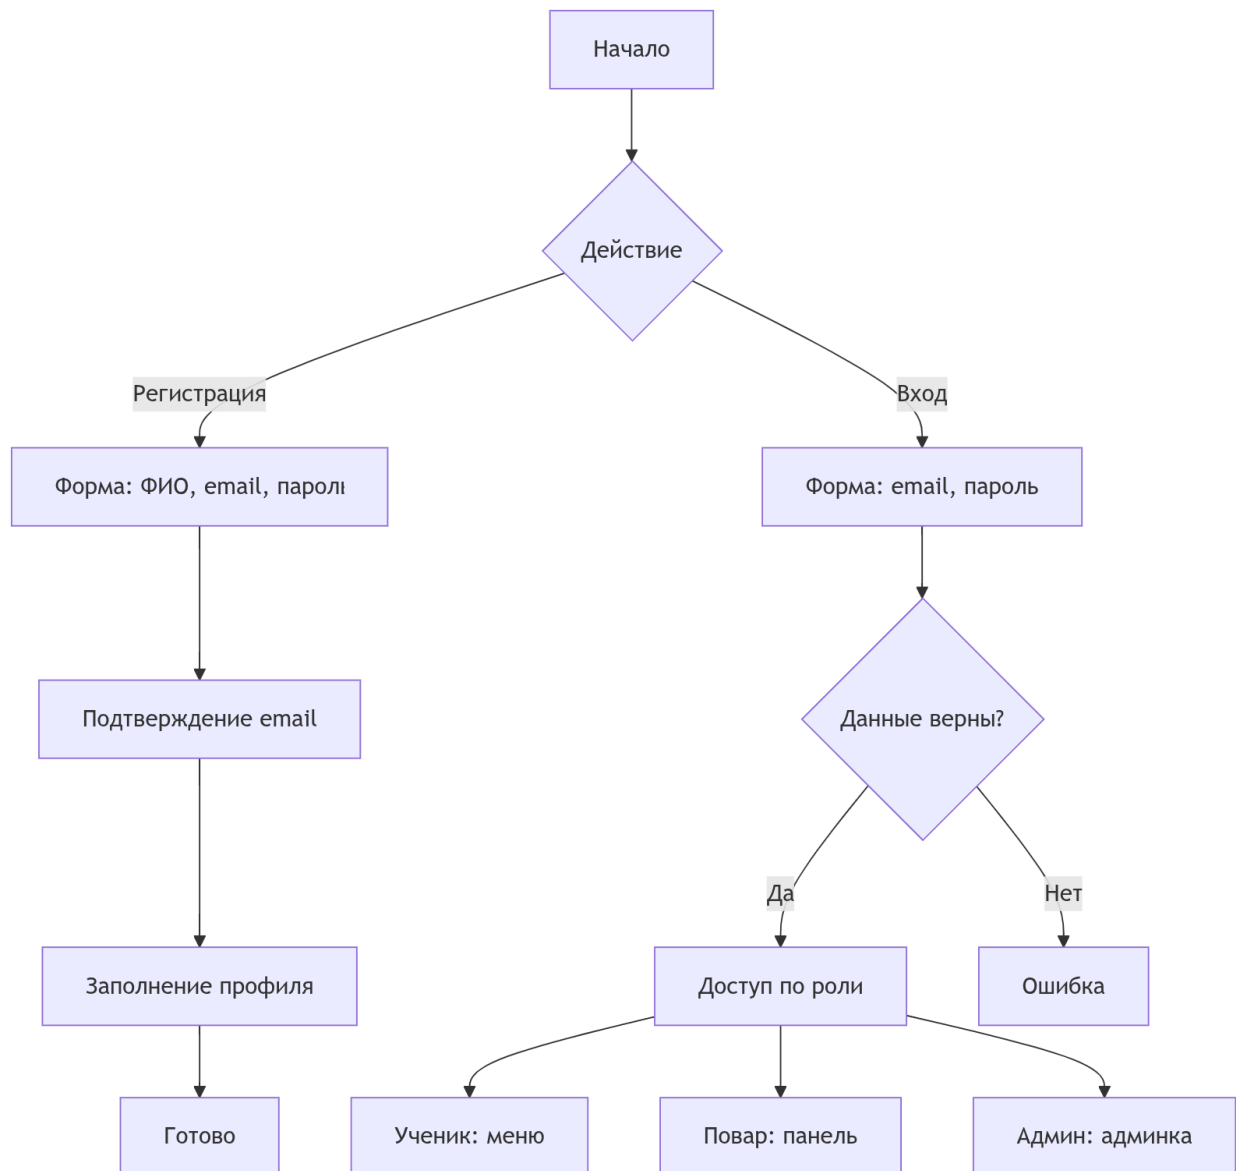 Начало
Действие
Регистрация
Вход
Форма: ФИО, email, пароль
Форма: email, пароль
Подтверждение email
Данные верны?
Да
Нет
Заполнение профиля
Доступ по роли
Ошибка
Готово
Ученик: меню
Повар: панель
Админ: админка